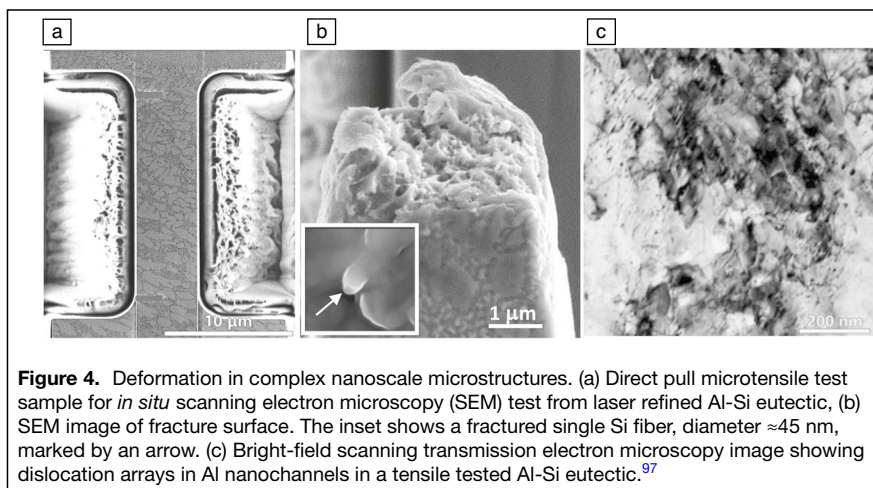 a
b
c
10 µm
1 µm
200 nm
Figure 4. Deformation in complex nanoscale microstructures. (a) Direct pull microtensile test
sample for in situ scanning electron microscopy (SEM) test from laser refined Al-Si eutectic, (b)
SEM image of fracture surface. The inset shows a fractured single Si fiber, diameter ≈45 nm,
marked by an arrow. (c) Bright-field scanning transmission electron microscopy image showing
dislocation arrays in Al nanochannels in a tensile tested Al-Si eutectic.97